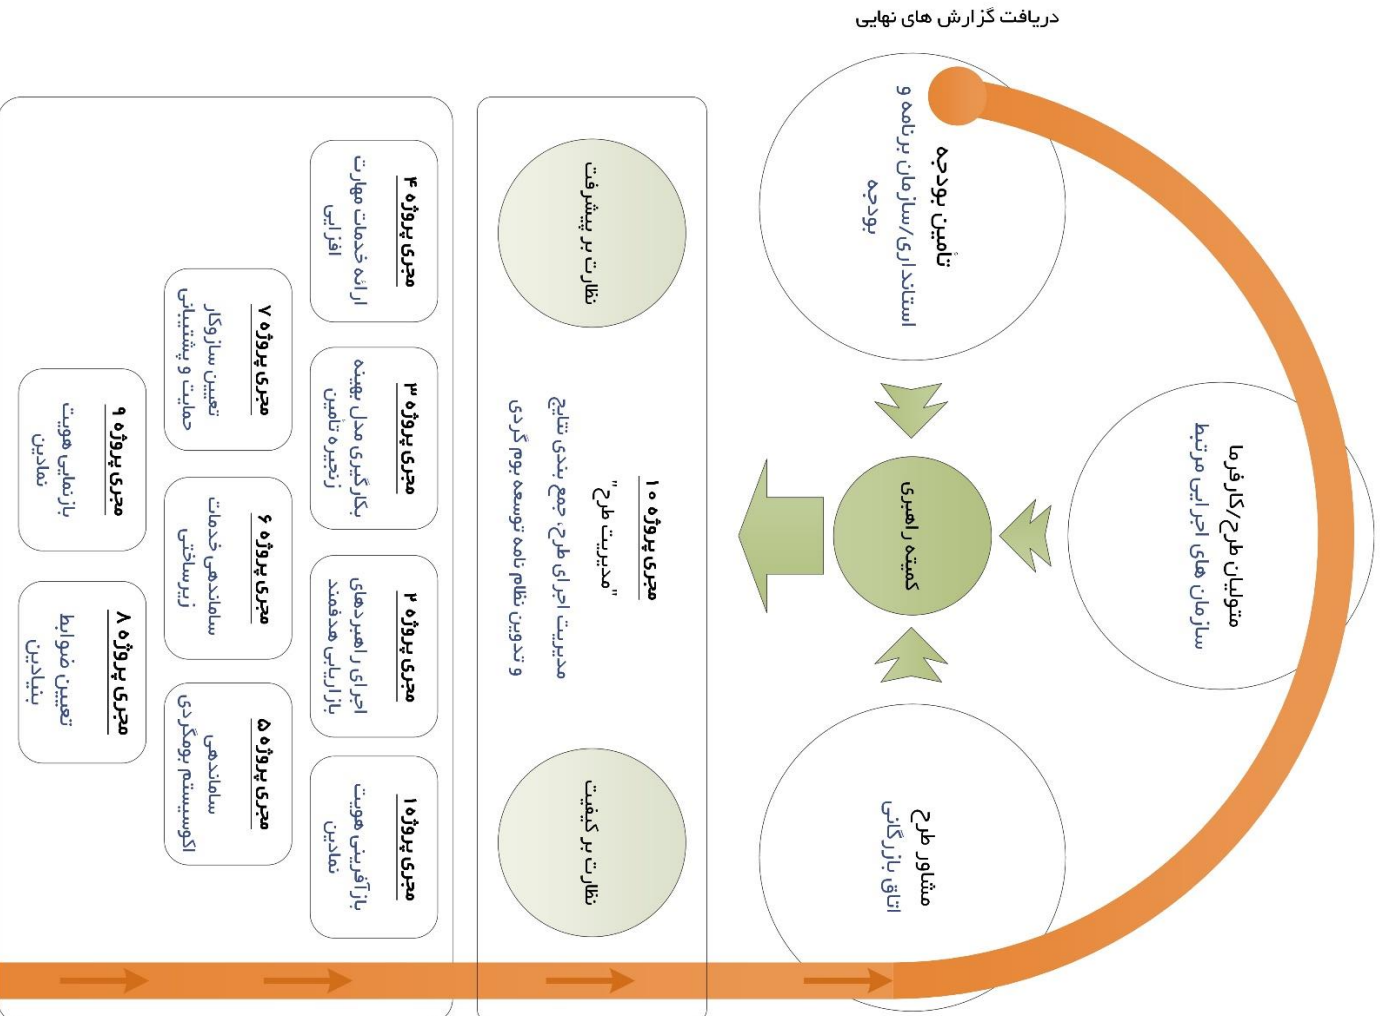 دریافت گزارش های نهایی
تأمین بودجه
استانداری/سازمان برنامه و
بودجه
متولیان طرح/کارفرما
سازمان های اجرایی مرتبط
مشاور طرح
اتاق بازرگانی
کمیته راهبری
مجری پروژه ۱۰
"مدیریت طرح"
مدیریت اجرای طرح، جمع بندی نتایج
و تدوین نظام نامه توسعه بوم گردی
نظارت بر پیشرفت
نظارت بر کیفیت
مجری پروژه ۱
بازآفرینی هویت
نمادین
مجری پروژه ۲
اجرای راهبردهای
بازاریابی هدفمند
مجری پروژه ۳
بکارگیری مدل بهینه
زنجیره تأمین
مجری پروژه ۴
ارائه خدمات مهارت
افزایی
مجری پروژه ۵
ساماندهی
اکوسیستم بومگردی
مجری پروژه ۶
ساماندهی خدمات
زیرساختی
مجری پروژه ۷
تعیین سازوکار
حمایت و پشتیبانی
مجری پروژه ۸
تعیین ضوابط
بنیادین
مجری پروژه ۹
بازنمایی هویت
نمادین